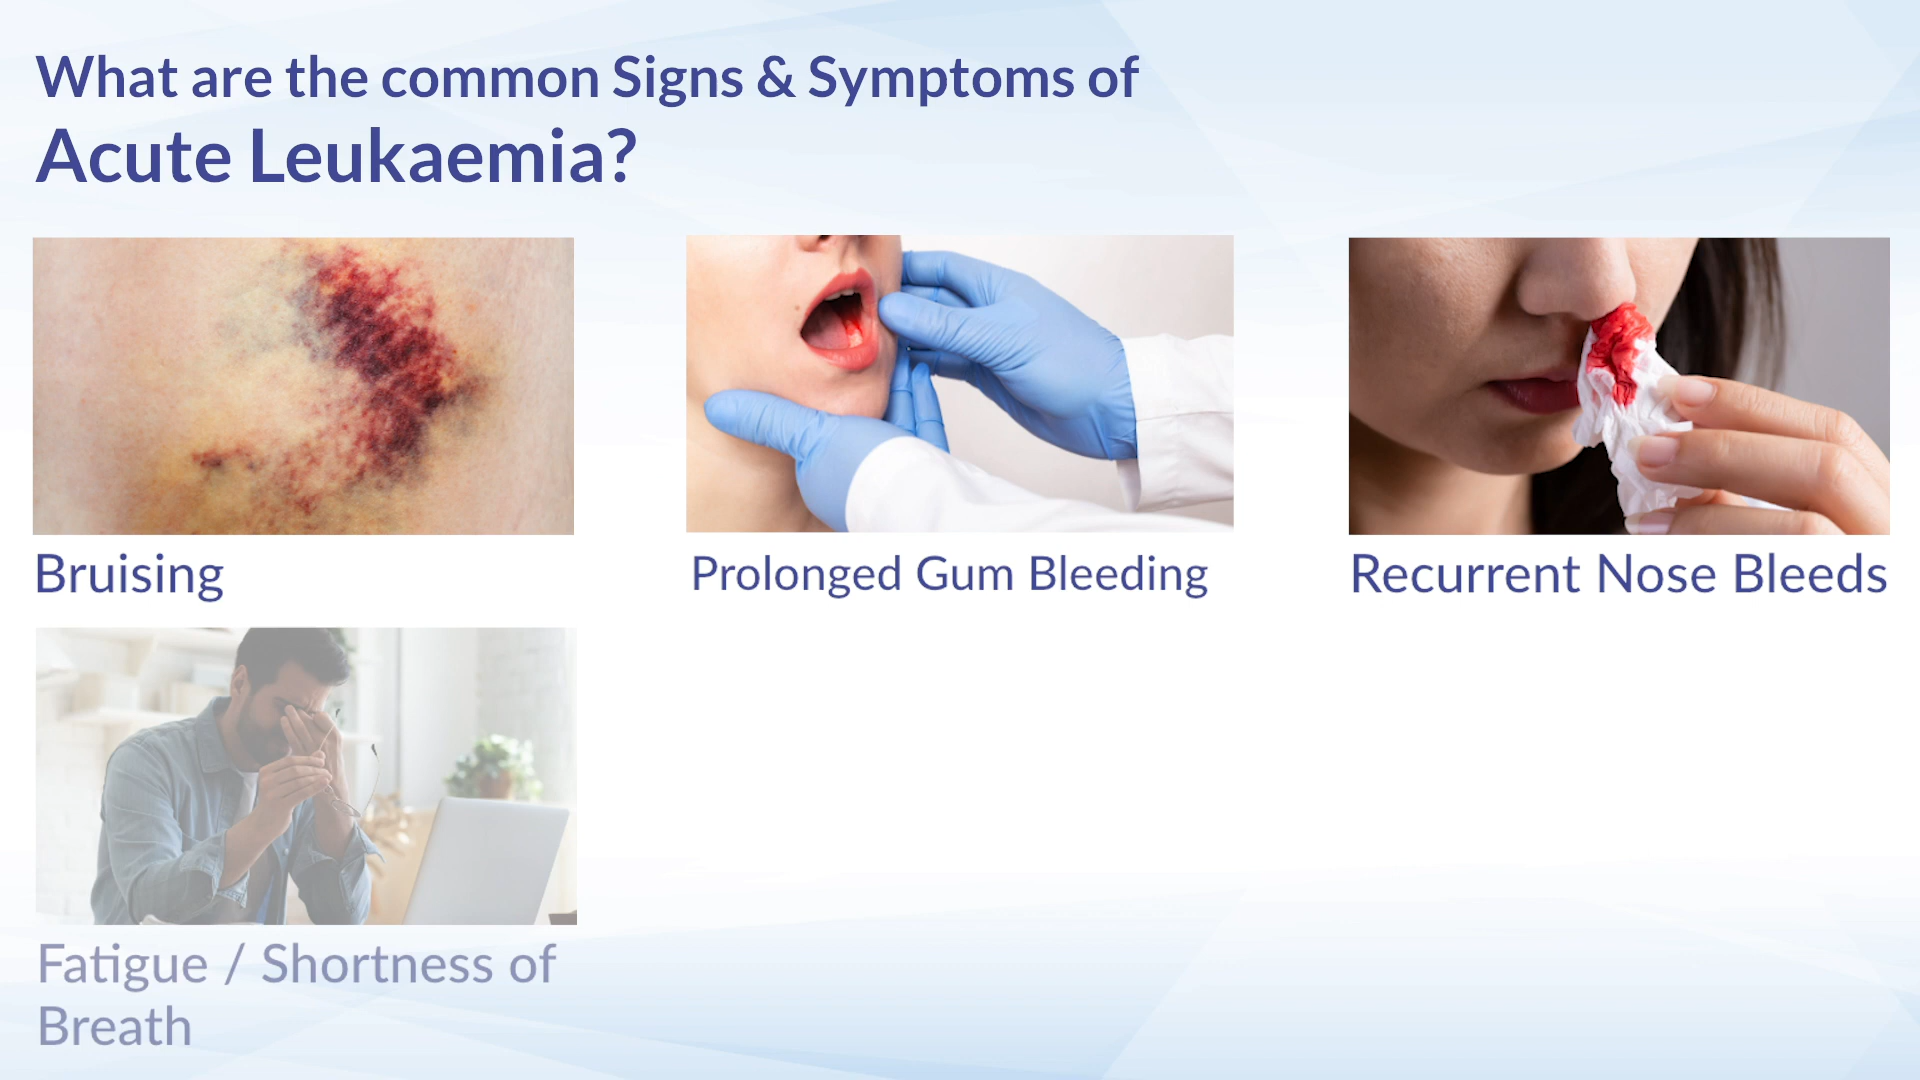 What are the common Signs & Symptoms of
Acute Leukaemia?
Bruising
Prolonged Gum Bleeding
Recurrent Nose Bleeds
Fatigue / Shortness of
Breath